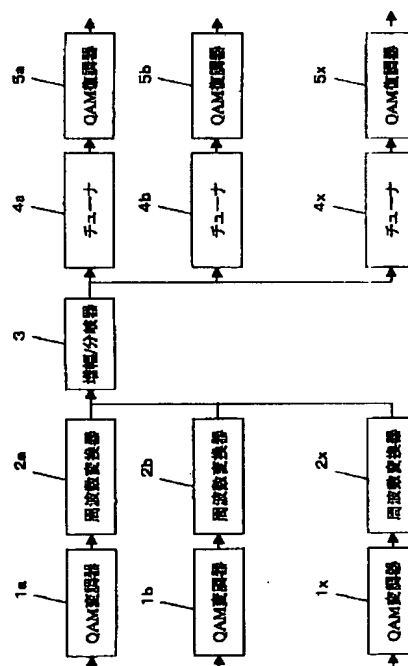 1a
QAM変調器
2a
周波数変換器
3
増幅/分岐器
4a
チューナ
5a
QAM復調器
1b
QAM変調器
2b
周波数変換器
4b
チューナ
5b
QAM復調器
1x
QAM変調器
2x
周波数変換器
4x
チューナ
5x
QAM復調器